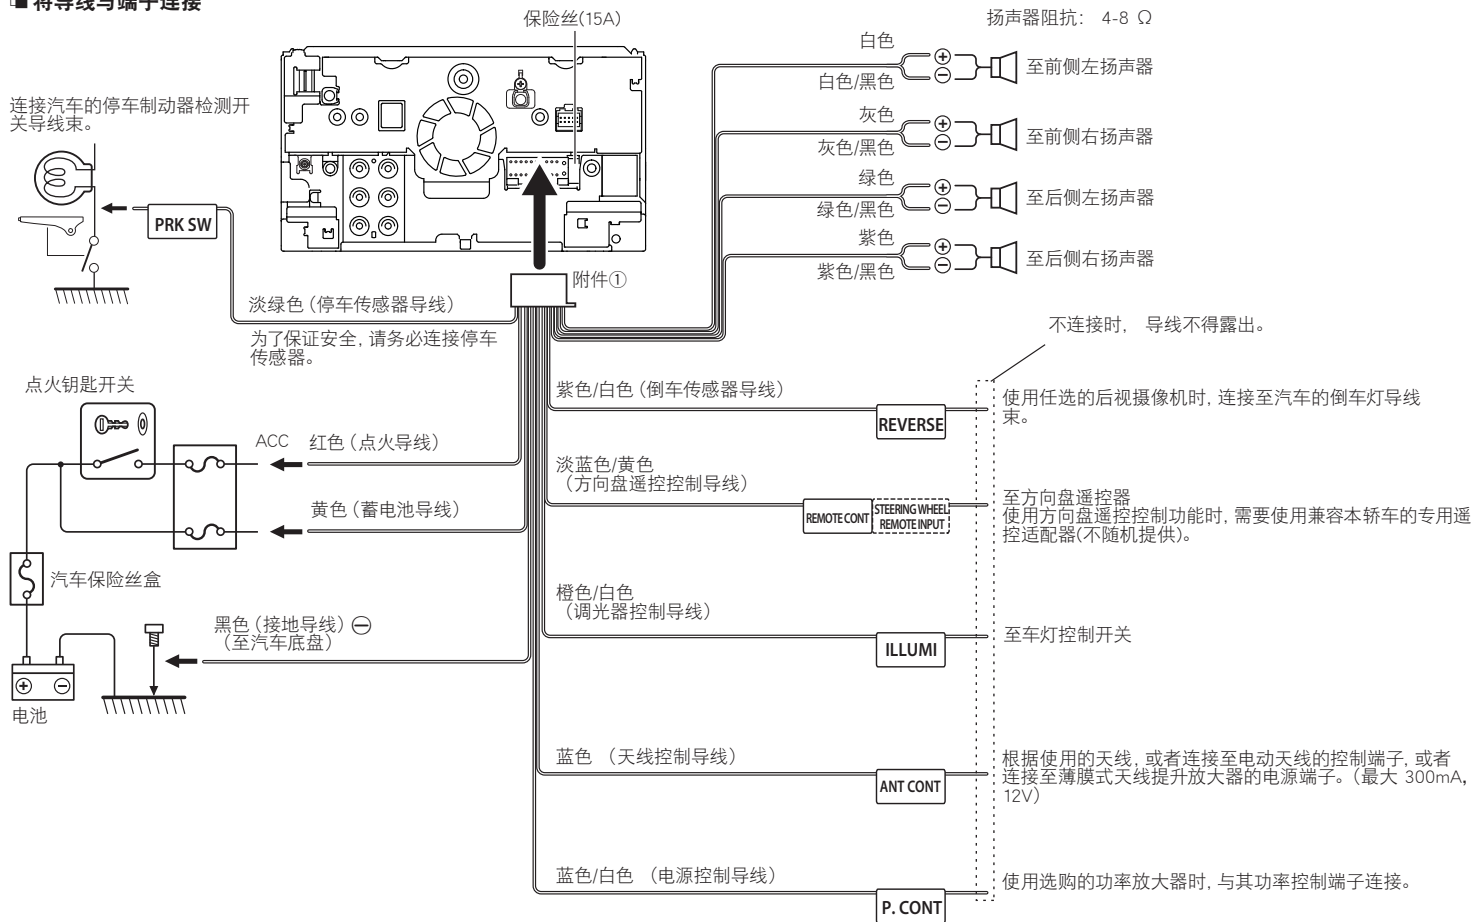 ■ 将导线与端子连接
保险丝(15A)
扬声器阻抗: 4-8 Ω
连接汽车的停车制动器检测开
关导线束。
PRK SW
白色
白色/黑色
至前侧左扬声器
灰色
灰色/黑色
至前侧右扬声器
绿色
绿色/黑色
至后侧左扬声器
紫色
紫色/黑色
至后侧右扬声器
附件①
淡绿色 (停车传感器导线)
为了保证安全, 请务必连接停车
传感器。
不连接时, 导线不得露出。
点火钥匙开关
ACC
红色 (点火导线)
黄色 (蓄电池导线)
汽车保险丝盒
黑色 (接地导线) ⊖
(至汽车底盘)
电池
紫色/白色 (倒车传感器导线)
REVERSE
使用任选的后视摄像机时, 连接至汽车的倒车灯导线
束。
淡蓝色/黄色
(方向盘遥控控制导线)
REMOTE CONT
STEERING WHEEL
REMOTE INPUT
至方向盘遥控器
使用方向盘遥控控制功能时, 需要使用兼容本轿车的专用遥
控适配器(不随机提供)。
橙色/白色
(调光器控制导线)
ILLUMI
至车灯控制开关
蓝色 (天线控制导线)
ANT CONT
根据使用的天线, 或者连接至电动天线的控制端子, 或者
连接至薄膜式天线提升放大器的电源端子。(最大 300mA,
12V)
蓝色/白色 (电源控制导线)
P. CONT
使用选购的功率放大器时, 与其功率控制端子连接。